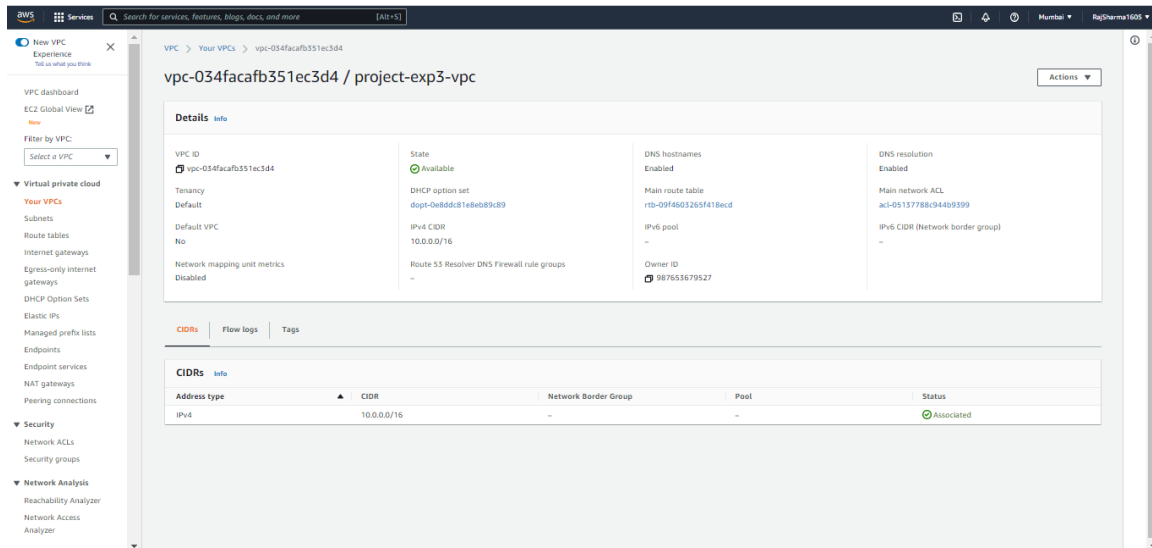 aws Services Search for services, features, blogs, docs, and more [Alt+S] Mumbai RajSharma1605
New VPC
Experience
Tell us what you think
VPC dashboard
EC2 Global View
New
Filter by VPC:
Select a VPC
Virtual private cloud
Your VPCs
Subnets
Route tables
Internet gateways
Egress-only internet
gateways
DHCP Option Sets
Elastic IPs
Managed prefix lists
Endpoints
Endpoint services
NAT gateways
Peering connections
Security
Network ACLs
Security groups
Network Analysis
Reachability Analyzer
Network Access
Analyzer
VPC > Your VPCs > vpc-034facafb351ec3d4
vpc-034facafb351ec3d4 / project-exp3-vpc Actions
Details Info
VPC ID State DNS hostnames DNS resolution
vpc-034facafb351ec3d4 Available Enabled Enabled
Tenancy DHCP option set Main route table Main network ACL
Default dopt-0e8ddc81e8eb89c89 rtb-09f4603265f418ecd acl-05137788c944b9399
Default VPC IPv4 CIDR IPv6 pool IPv6 CIDR (Network border group)
No 10.0.0.0/16 – –
Network mapping unit metrics Route 53 Resolver DNS Firewall rule groups Owner ID
Disabled – 987653679527
CIDRs Flow logs Tags
CIDRs Info
Address type CIDR Network Border Group Pool Status
IPv4 10.0.0.0/16 – – Associated